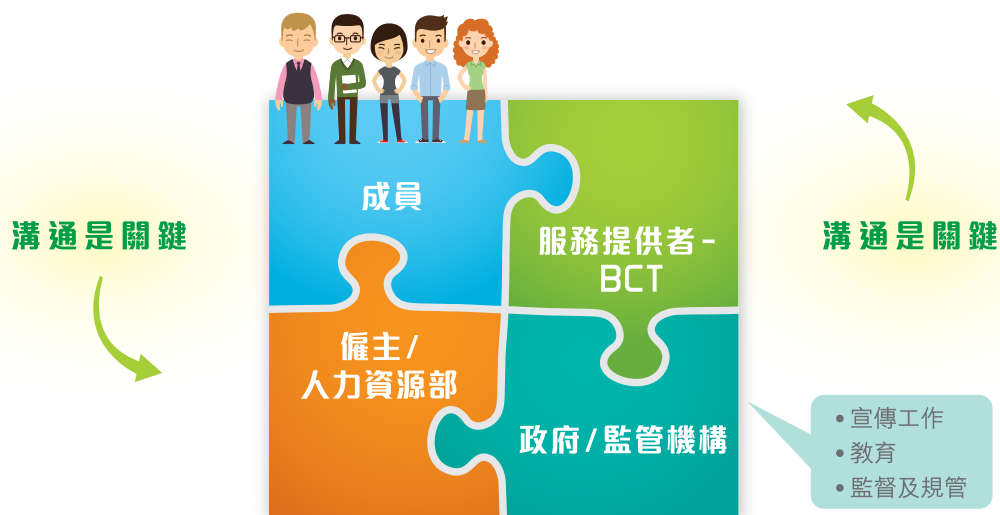 成員
溝通是關鍵
溝通是關鍵
服務提供者-
BCT
僱主/
人力資源部
政府/監管機構
• 宣傳工作
• 教育
• 監督及規管